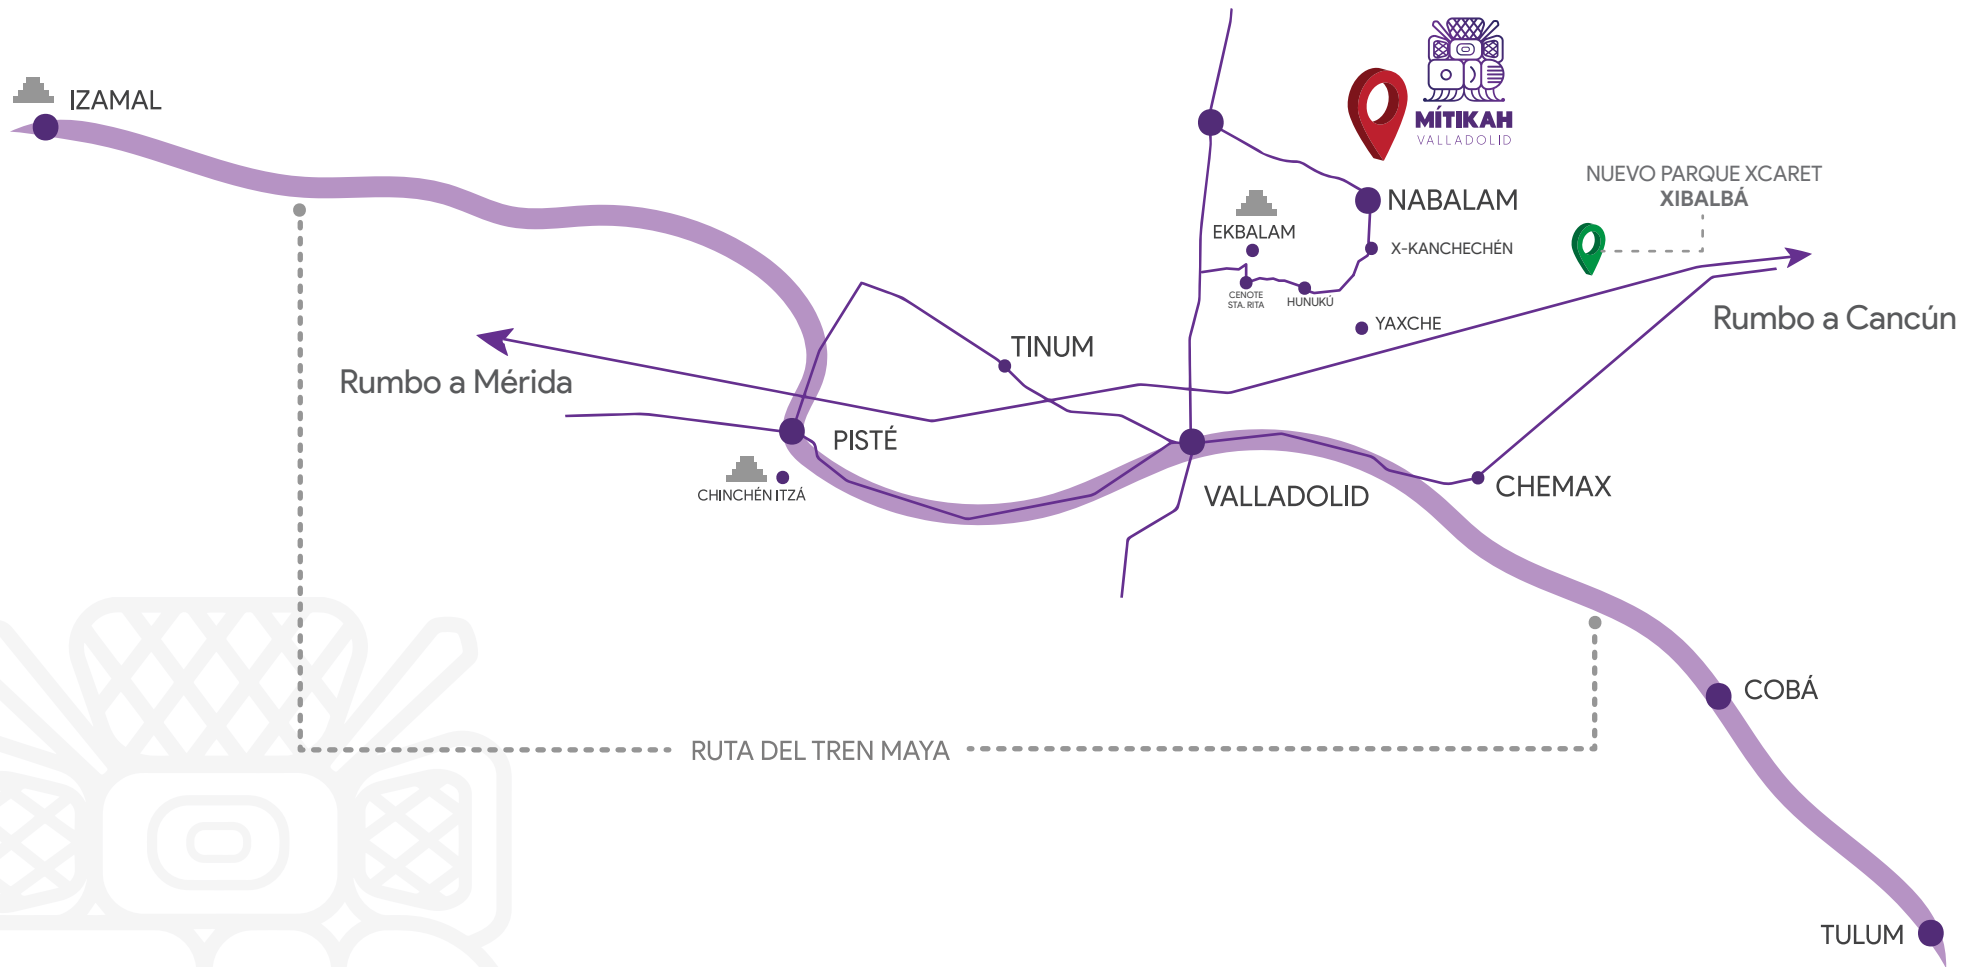 IZAMAL
MÍTIKAH
VALLADOLID
NUEVO PARQUE XCARET
XIBALBÁ
NABALAM
EKBALAM
X-KANCHECHÉN
CENOTE
STA. RITA
HUNUKÚ
YAXCHE
Rumbo a Cancún
TINUM
Rumbo a Mérida
PISTÉ
CHINCHÉN ITZÁ
VALLADOLID
CHEMAX
COBÁ
RUTA DEL TREN MAYA
TULUM